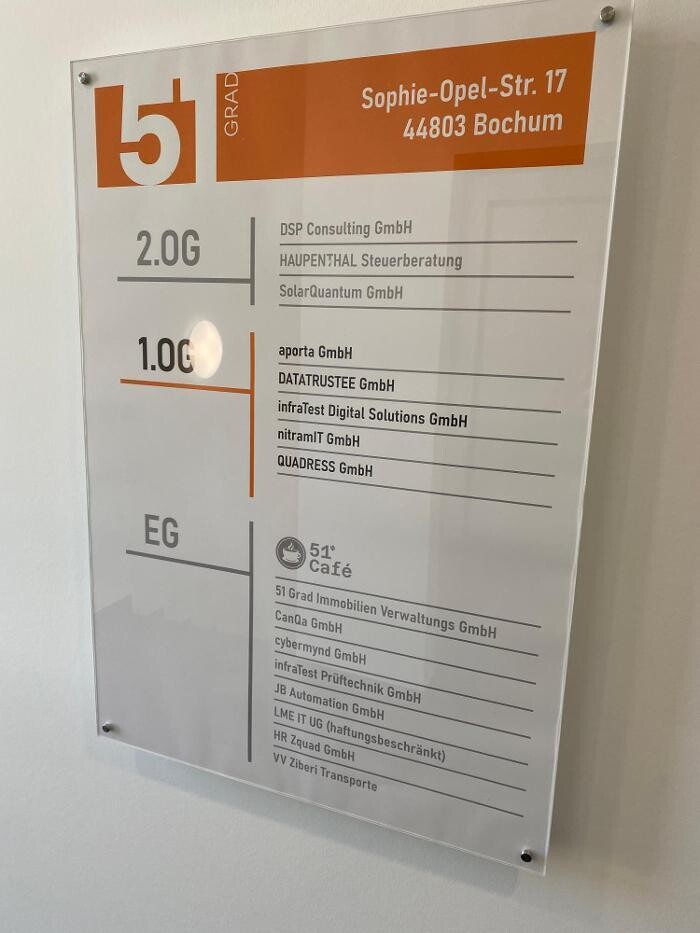 51
GRAD
Sophie-Opel-Str. 17
44803 Bochum
2.OG
DSP Consulting GmbH
HAUPENTHAL Steuerberatung
SolarQuantum GmbH
1.OG
aporta GmbH
DATATRUSTEE GmbH
infraTest Digital Solutions GmbH
nitramIT GmbH
QUADRESS GmbH
EG
51°
Café
51 Grad Immobilien Verwaltungs GmbH
CanQa GmbH
cybermynd GmbH
infraTest Prüftechnik GmbH
JB Automation GmbH
LME IT UG (haftungsbeschränkt)
HR Zquad GmbH
VV Ziberi Transporte